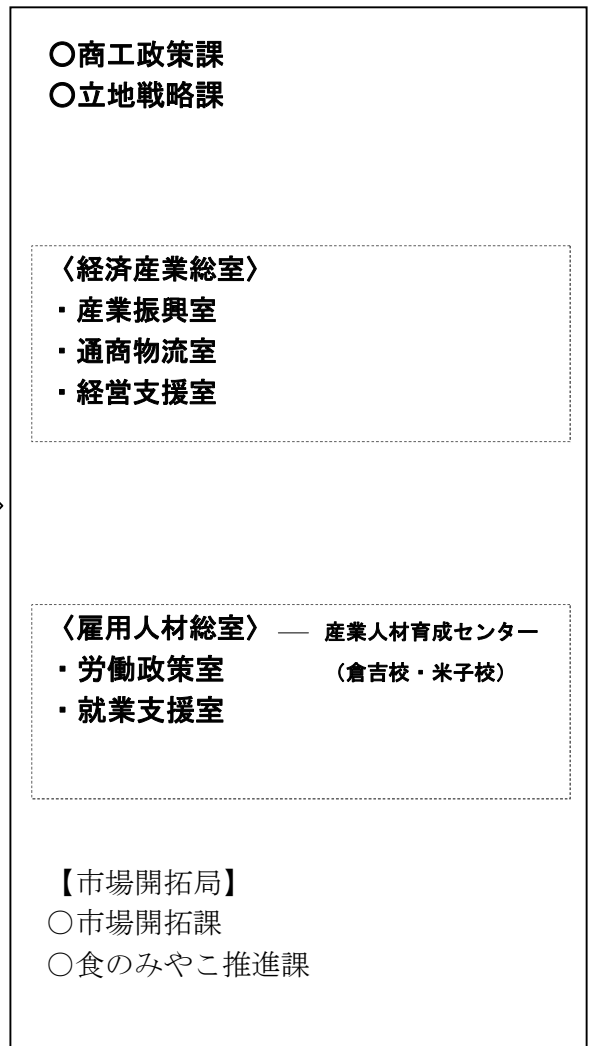 ○商工政策課
○立地戦略課
〈経済産業総室〉
・産業振興室
・通商物流室
・経営支援室
〈雇用人材総室〉 ― 産業人材育成センター
・労働政策室 （倉吉校・米子校）
・就業支援室
【市場開拓局】
○市場開拓課
○食のみやこ推進課